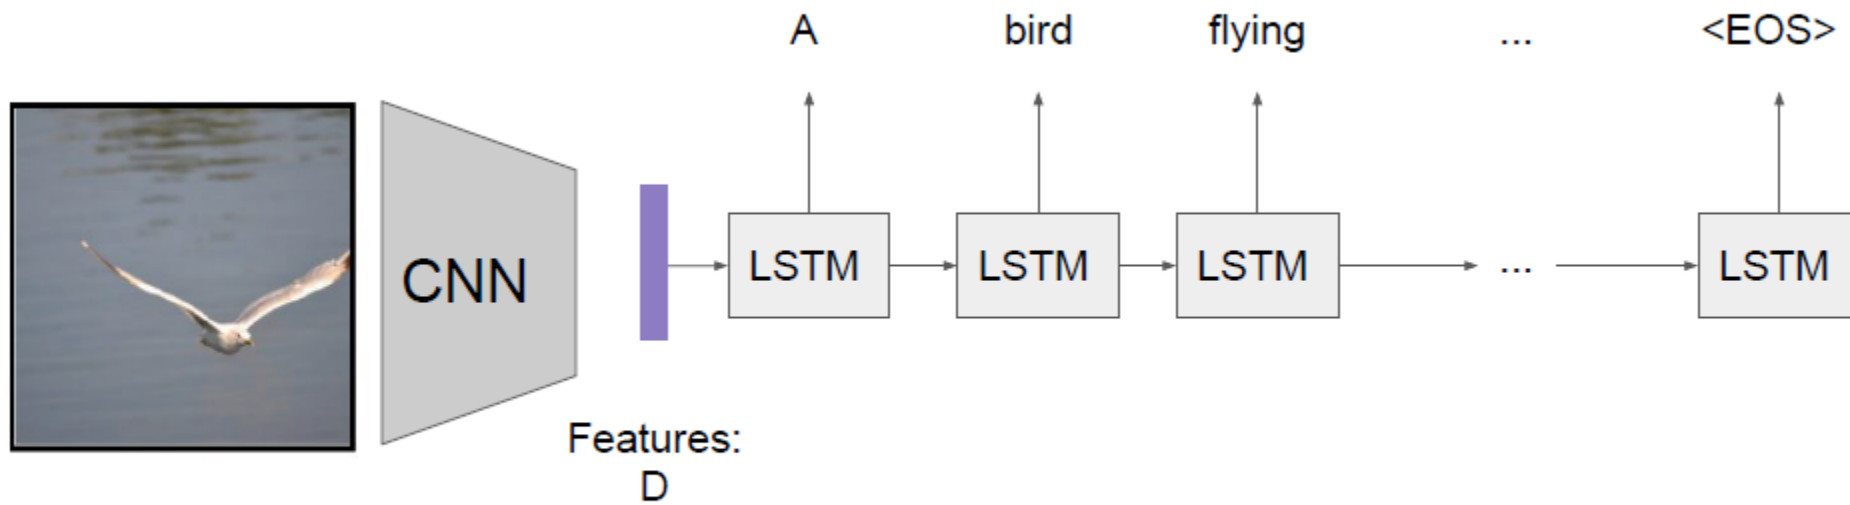 A bird flying ... <EOS>
CNN
LSTM LSTM LSTM ... LSTM
Features:
D